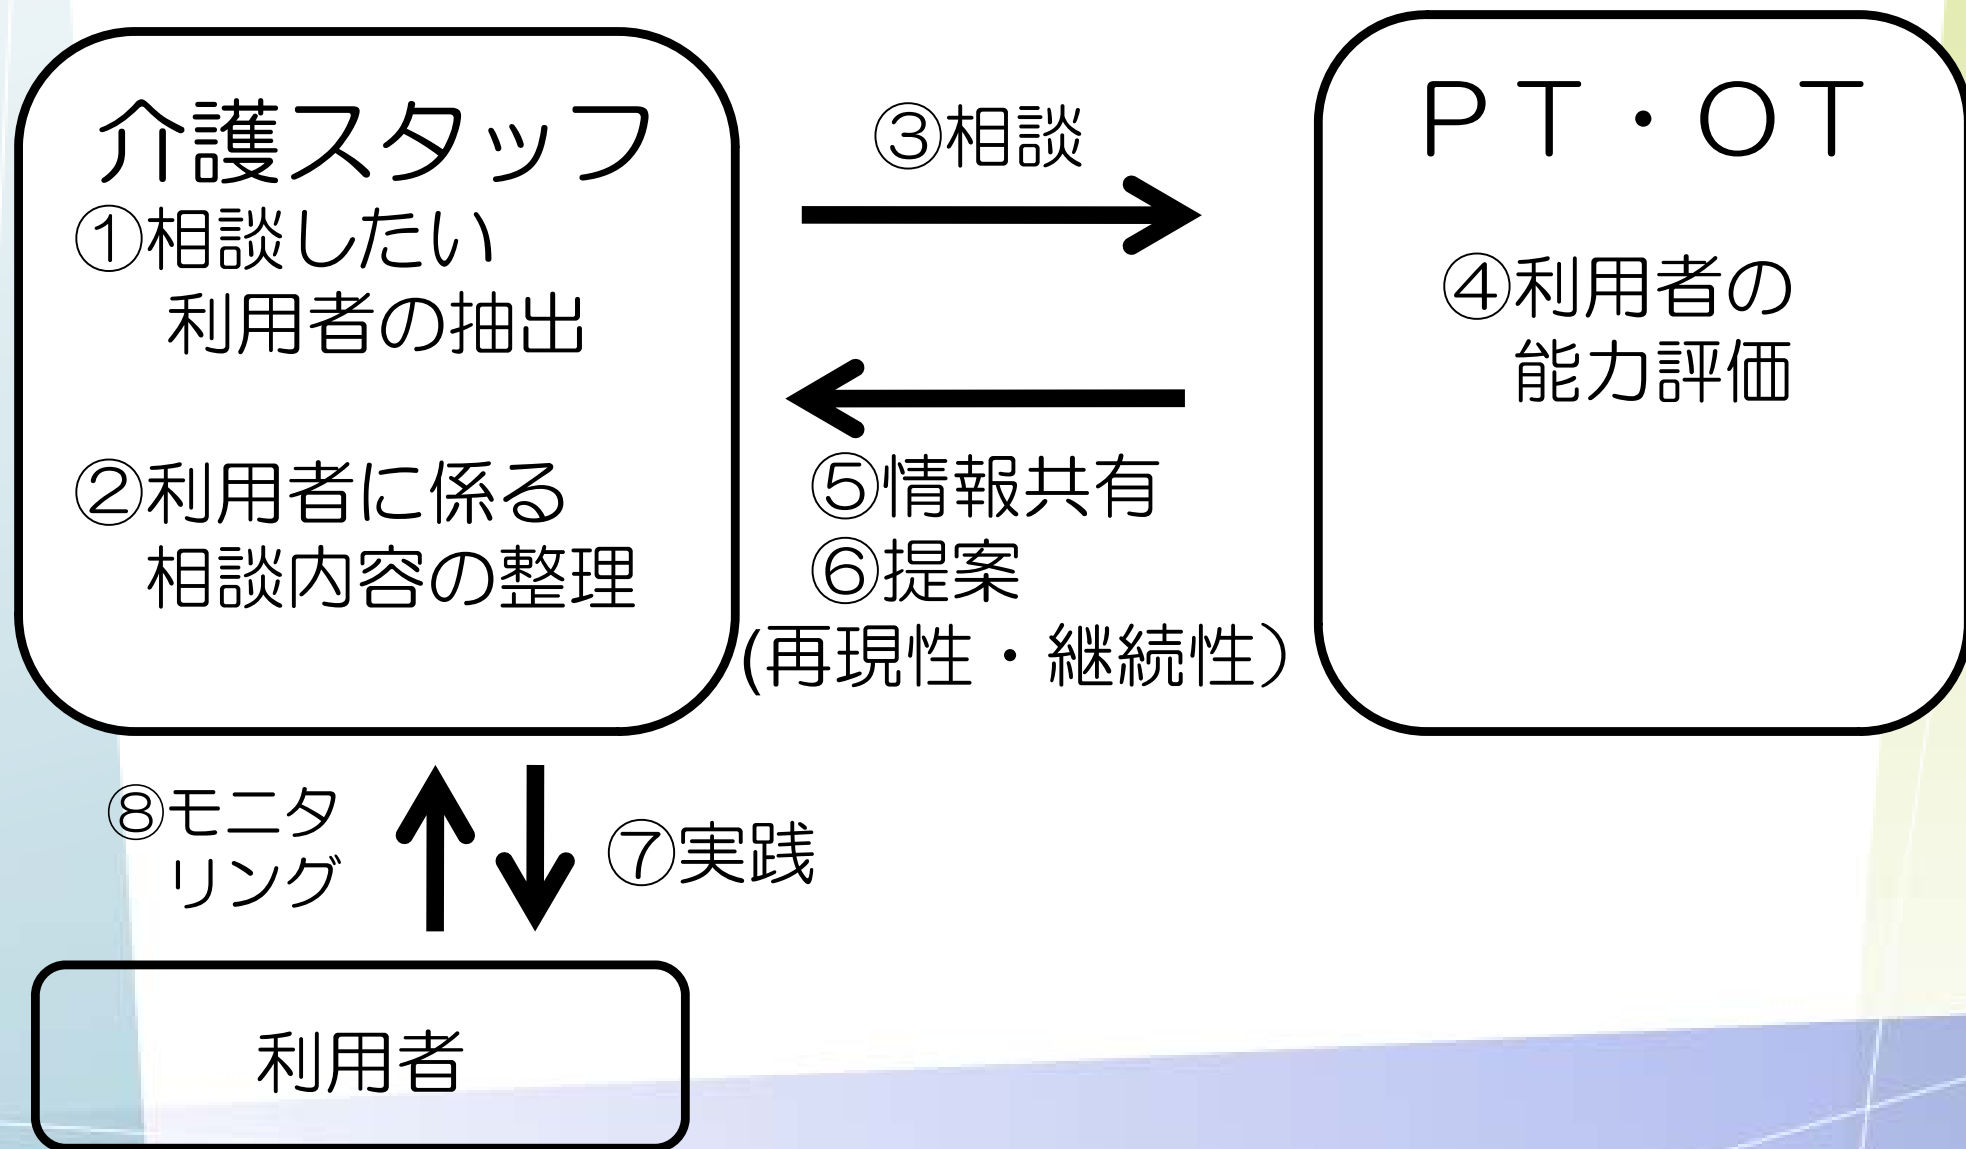 介護スタッフ
①相談したい
利用者の抽出
②利用者に係る
相談内容の整理
③相談
ＰＴ・ＯＴ
④利用者の
能力評価
⑤情報共有
⑥提案
(再現性・継続性）
⑧モニタ
リング
⑦実践
利用者